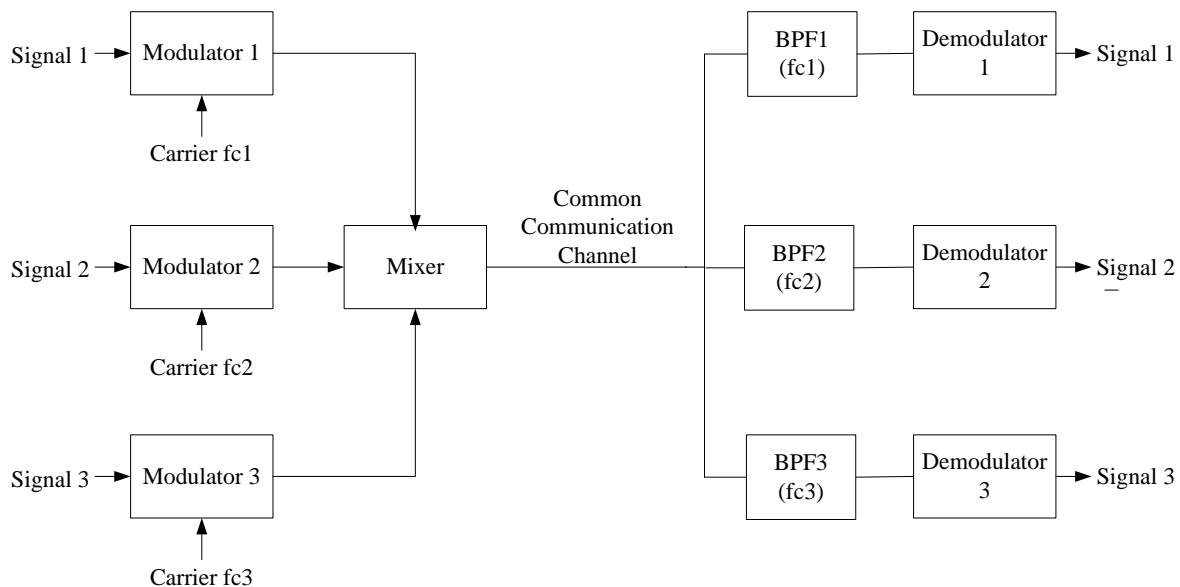 Signal 1
Modulator 1
Carrier fc1
Signal 2
Modulator 2
Carrier fc2
Signal 3
Modulator 3
Carrier fc3
Mixer
Common
Communication
Channel
BPF1
(fc1)
Demodulator
1
Signal 1
BPF2
(fc2)
Demodulator
2
Signal 2
BPF3
(fc3)
Demodulator
3
Signal 3